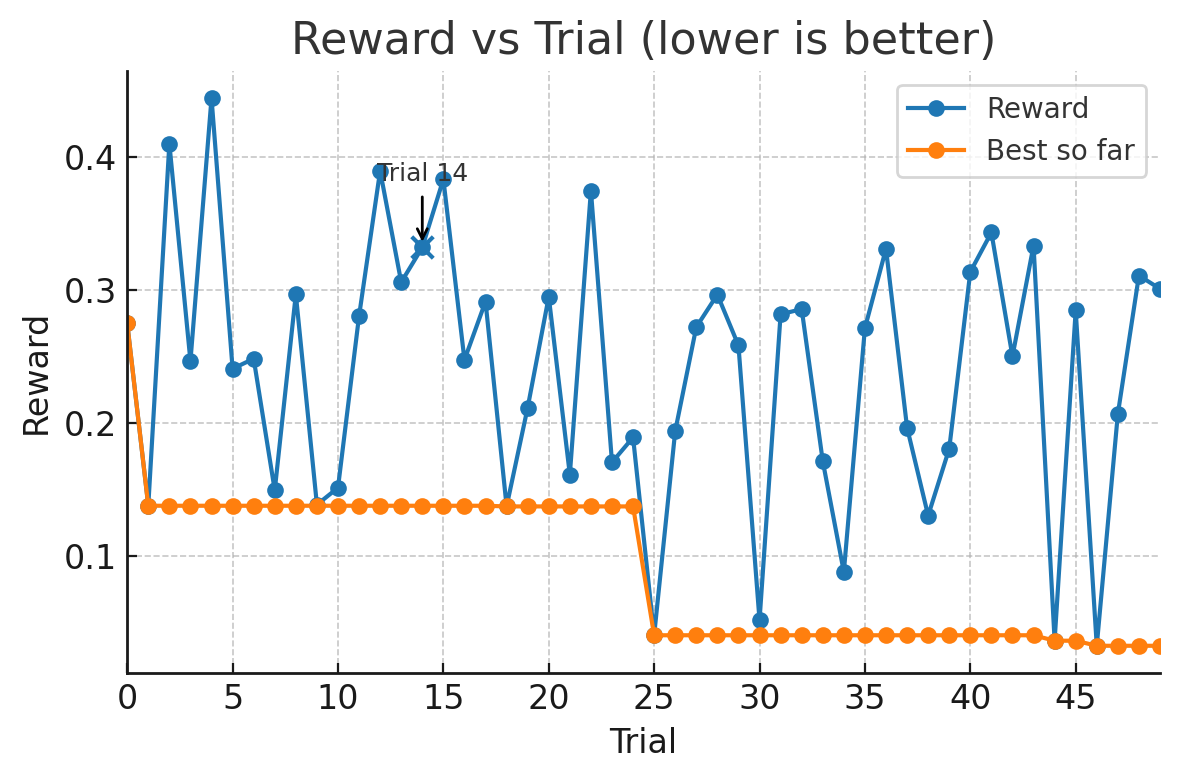 Reward vs Trial (lower is better)
Reward
Best so far
Trial 14
0.4
0.3
0.2
0.1
Reward
0 5 10 15 20 25 30 35 40 45
Trial